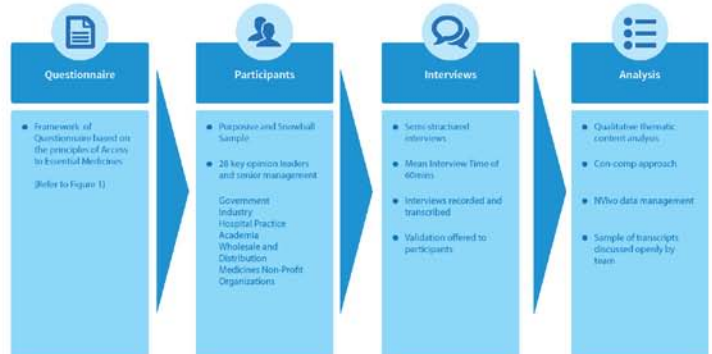 Questionnaire
Framework of
Questionnaire based on
the principles of Access
to Essential Medicines
(Refer to Figure 1)
Participants
Purposive and Snowball
Sample
28 key opinion leaders
and senior management
Government
Industry
Hospital Practice
Academia
Wholesale and
Distribution
Medicines Non-Profit
Organizations
Interviews
Semi-structured
interviews
Mean Interview Time of
60mins
Interviews recorded and
transcribed
Validation offered to
participants
Analysis
Qualitative thematic
content analysis
Con-comp approach
NVivo data management
Sample of transcripts
discussed openly by
team